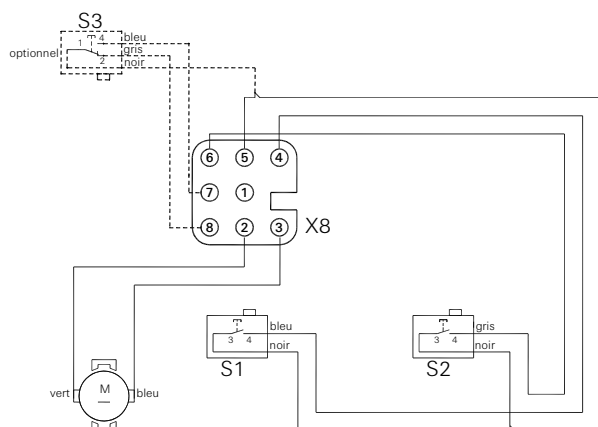 S3
optionnel
1
4
2
bleu
gris
noir
6
5
4
7
1
8
2
3
X8
3 4
bleu
noir
S1
3 4
gris
noir
S2
vert
M
bleu